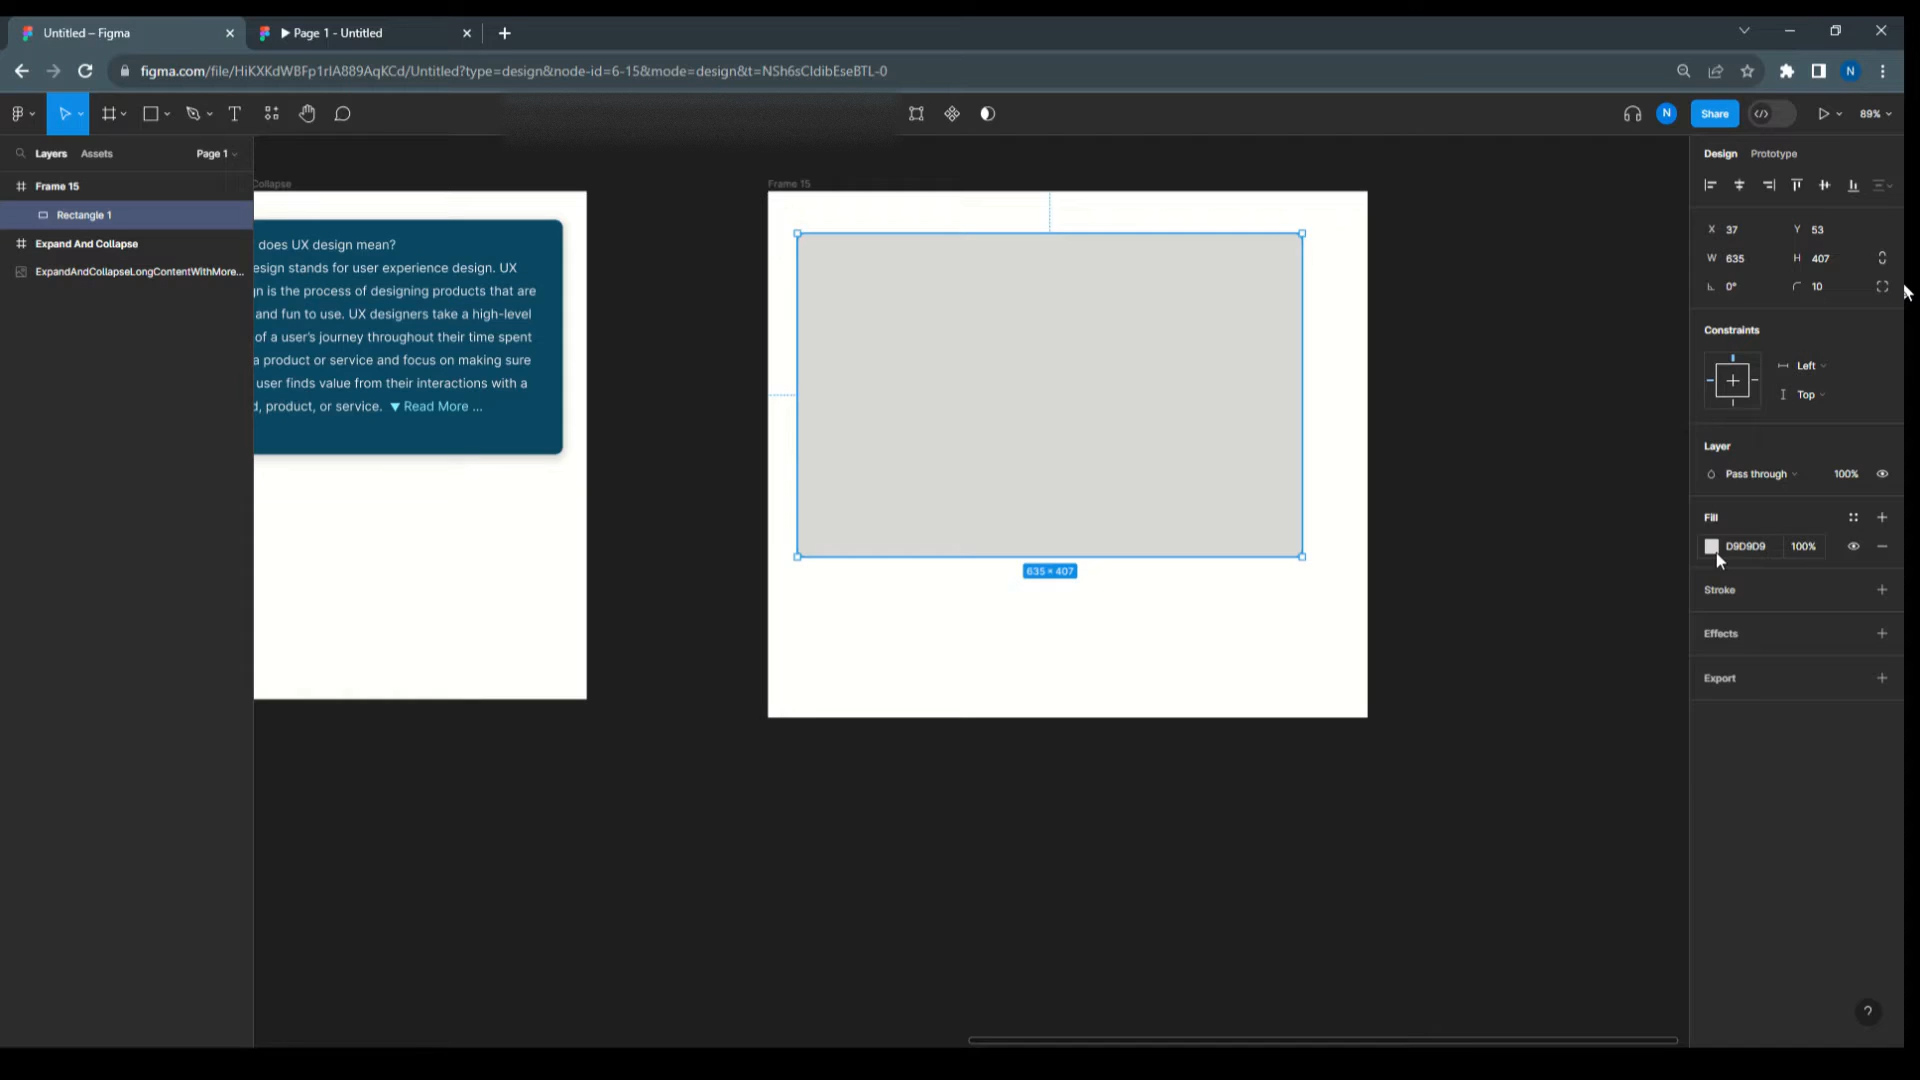 Untitled – Figma
Page 1 - Untitled
figma.com/file/HiKXKdWBFp1rIA889AqKCd/Untitled?type=design&node-id=6-15&mode=design&t=NSh6sCIdibEseBTL-0
N
T
N
Share
89%
Layers
Assets
Page 1
Frame 15
Rectangle 1
Expand And Collapse
ExpandAndCollapseLongContentWithMore...
Collapse
does UX design mean?
esign stands for user experience design. UX
gn is the process of designing products that are
and fun to use. UX designers take a high-level
of a user's journey throughout their time spent
a product or service and focus on making sure
user finds value from their interactions with a
d, product, or service. ▼ Read More ...
Frame 15
635 × 407
Design
Prototype
X 37
Y 53
W 635
H 407
0°
10
Constraints
Left
Top
Layer
Pass through
100%
Fill
D9D9D9
100%
Stroke
Effects
Export
?